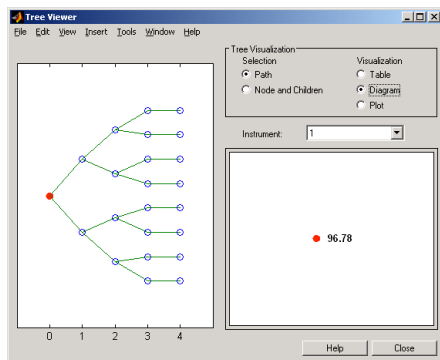 Tree Viewer
File Edit View Insert Tools Window Help
Tree Visualization
Selection Visualization
Path Table
Node and Children Diagram
Plot
Instrument: 1
96.78
0 1 2 3 4
Help Close